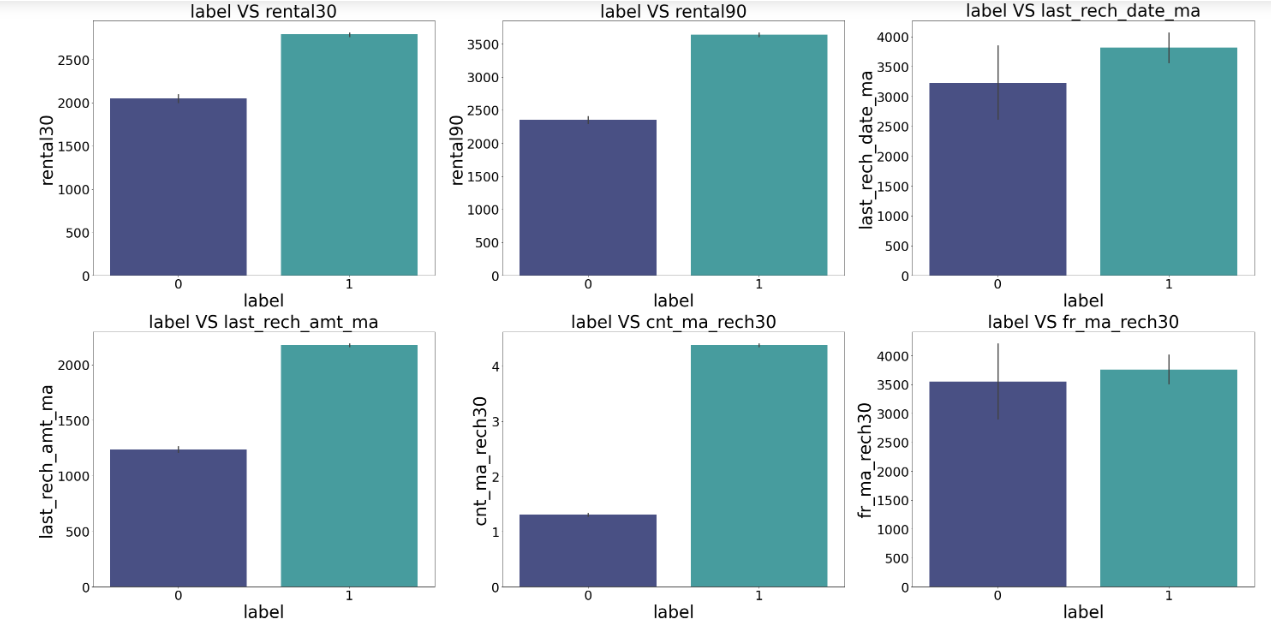 label VS rental30
rental30
2500
2000
1500
1000
500
0
0 1
label
label VS rental90
rental90
3500
3000
2500
2000
1500
1000
500
0
0 1
label
label VS last_rech_date_ma
last_rech_date_ma
4000
3500
3000
2500
2000
1500
1000
500
0
0 1
label
label VS last_rech_amt_ma
last_rech_amt_ma
2000
1500
1000
500
0
0 1
label
label VS cnt_ma_rech30
cnt_ma_rech30
4
3
2
1
0
0 1
label
label VS fr_ma_rech30
fr_ma_rech30
4000
3500
3000
2500
2000
1500
1000
500
0
0 1
label